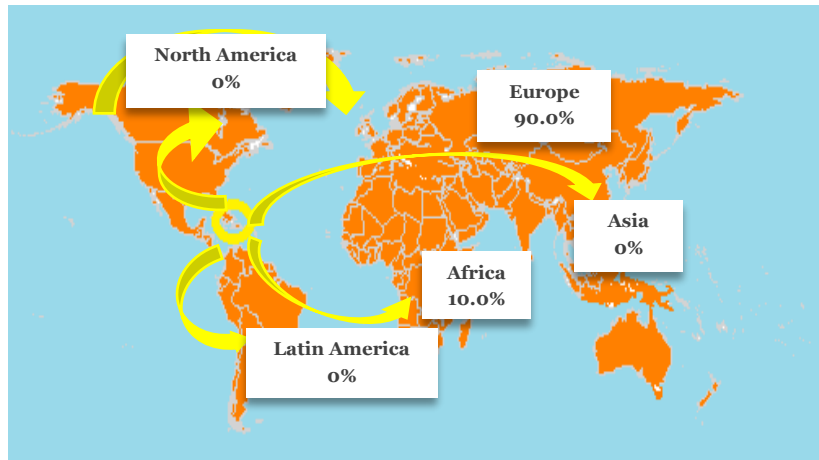 North America
0%
Europe
90.0%
Asia
0%
Africa
10.0%
Latin America
0%